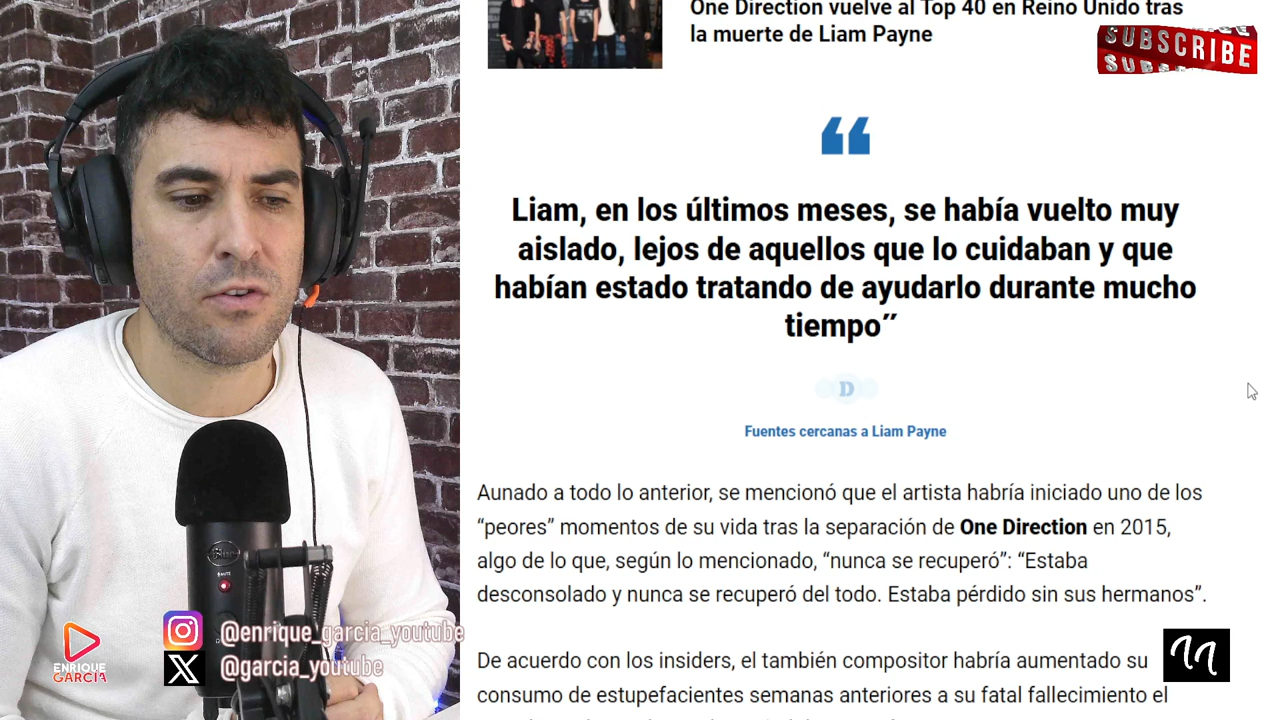 One Direction vuelve al Top 40 en Reino Unido tras
la muerte de Liam Payne
SUBSCRIBE
“
Liam, en los últimos meses, se había vuelto muy
aislado, lejos de aquellos que lo cuidaban y que
habían estado tratando de ayudarlo durante mucho
tiempo”
D
Fuentes cercanas a Liam Payne
Aunado a todo lo anterior, se mencionó que el artista habría iniciado uno de los
“peores” momentos de su vida tras la separación de One Direction en 2015,
algo de lo que, según lo mencionado, “nunca se recuperó”: “Estaba
desconsolado y nunca se recuperó del todo. Estaba pérdido sin sus hermanos”.
De acuerdo con los insiders, el también compositor habría aumentado su
consumo de estupefacientes semanas anteriores a su fatal fallecimiento el
blue
MUTE
ENRIQUE
GARCIA
@enrique_garcia_youtube
@garcia_youtube